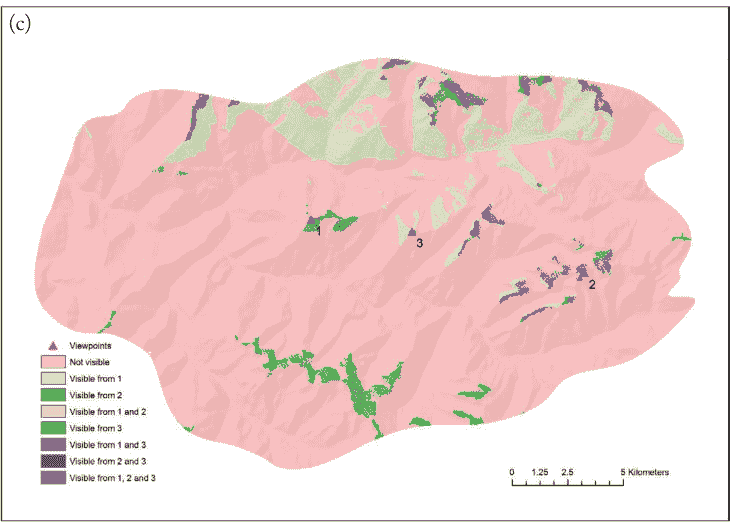 (c)
1
3
2
Viewpoints
Not visible
Visible from 1
Visible from 2
Visible from 1 and 2
Visible from 3
Visible from 1 and 3
Visible from 2 and 3
Visible from 1, 2 and 3
0 1.25 2.5 5 Kilometers